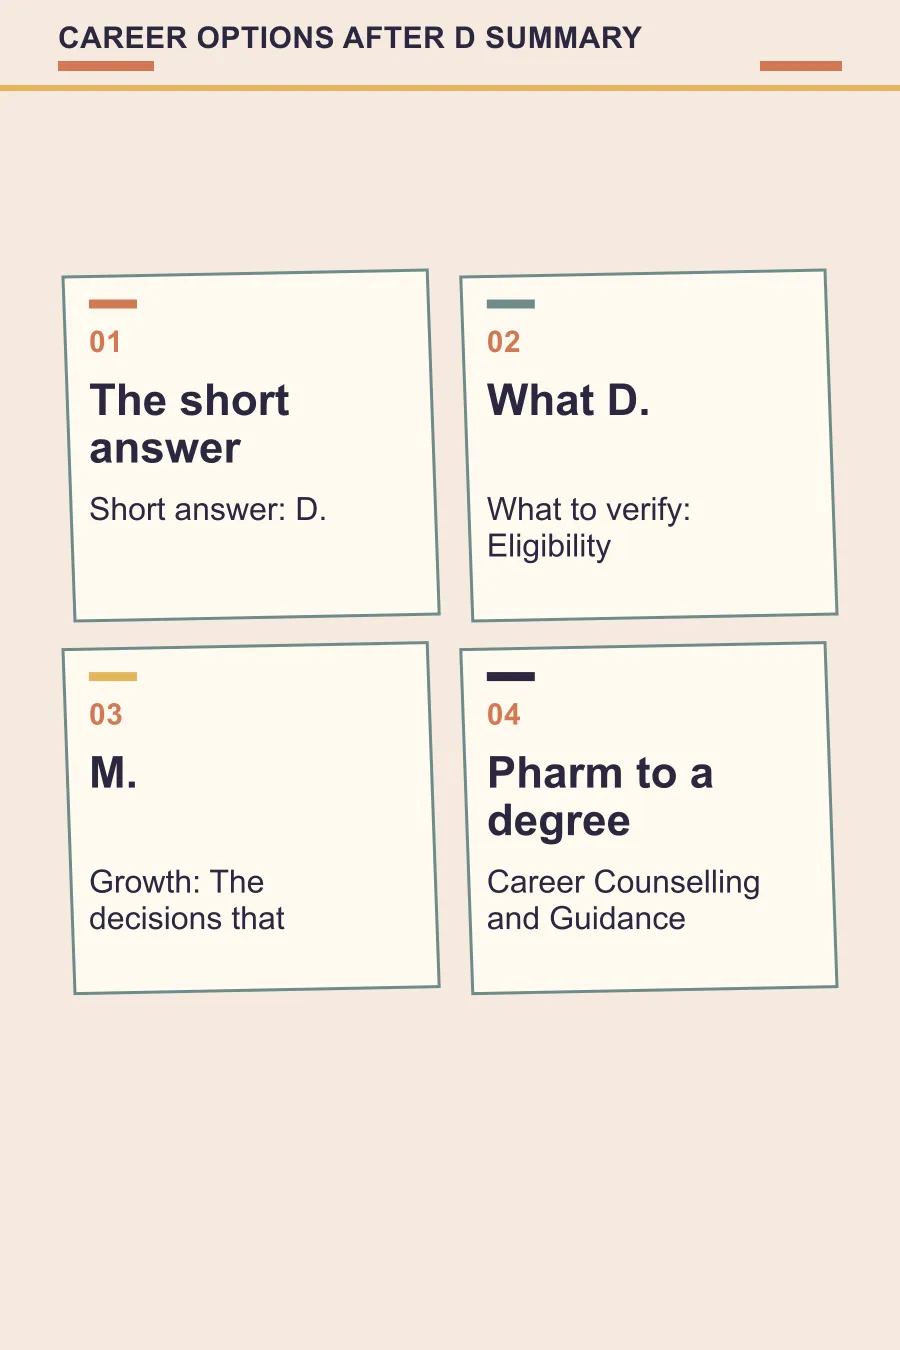 CAREER OPTIONS AFTER D SUMMARY
01
The short
answer
Short answer: D.
02
What D.
What to verify:
Eligibility
03
M.
Growth: The
decisions that
04
Pharm to a
degree
Career Counselling
and Guidance